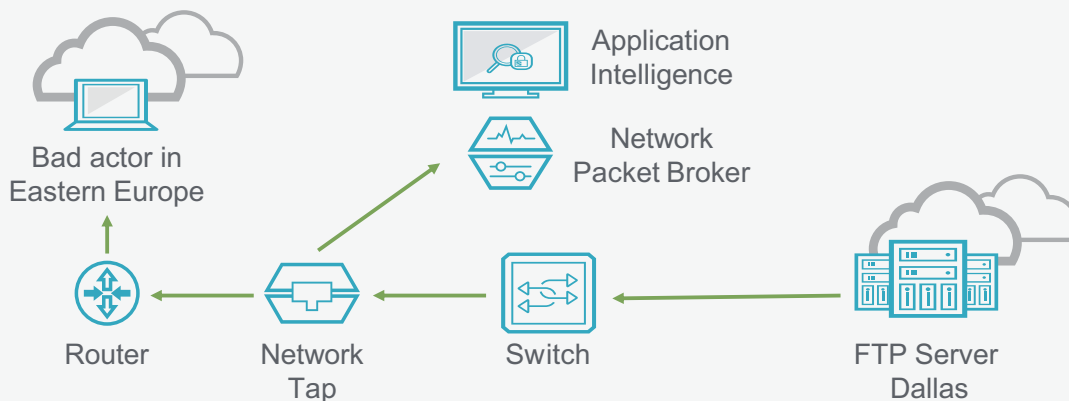 Application
Intelligence
Bad actor in
Eastern Europe
Network
Packet Broker
Router
Network
Tap
Switch
FTP Server
Dallas